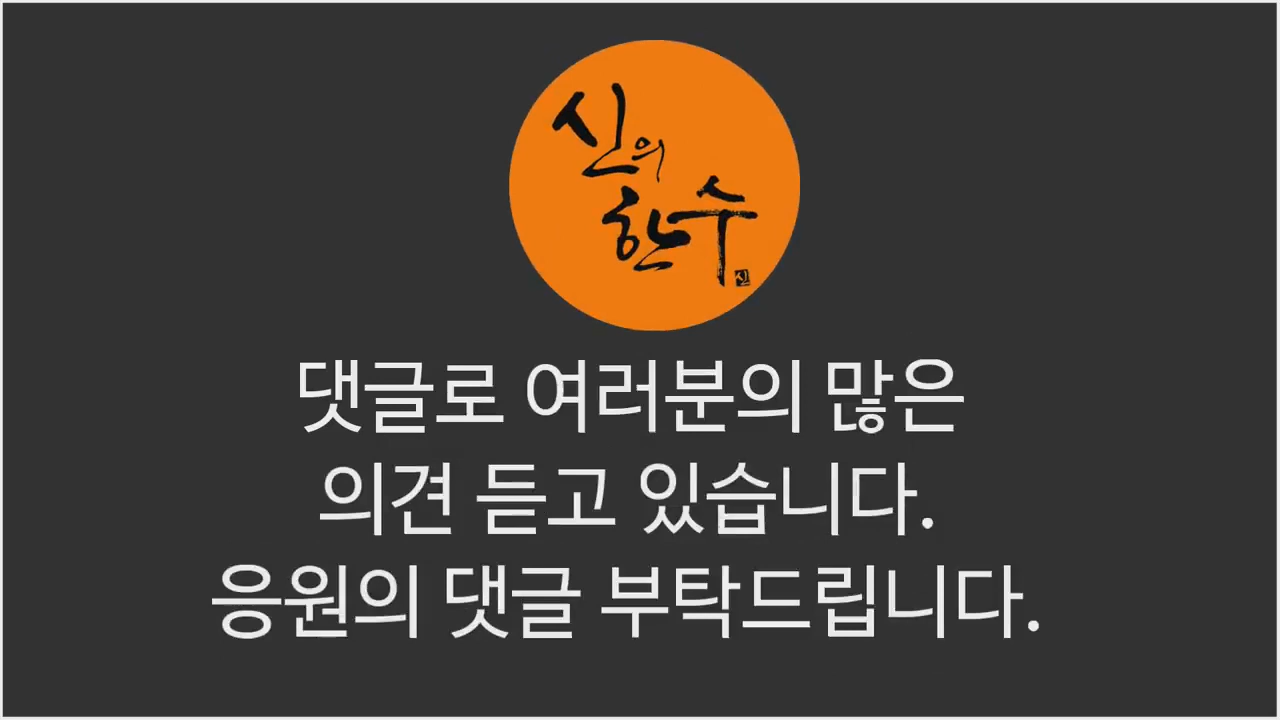 신의
한수
댓글로 여러분의 많은
의견 듣고 있습니다.
응원의 댓글 부탁드립니다.